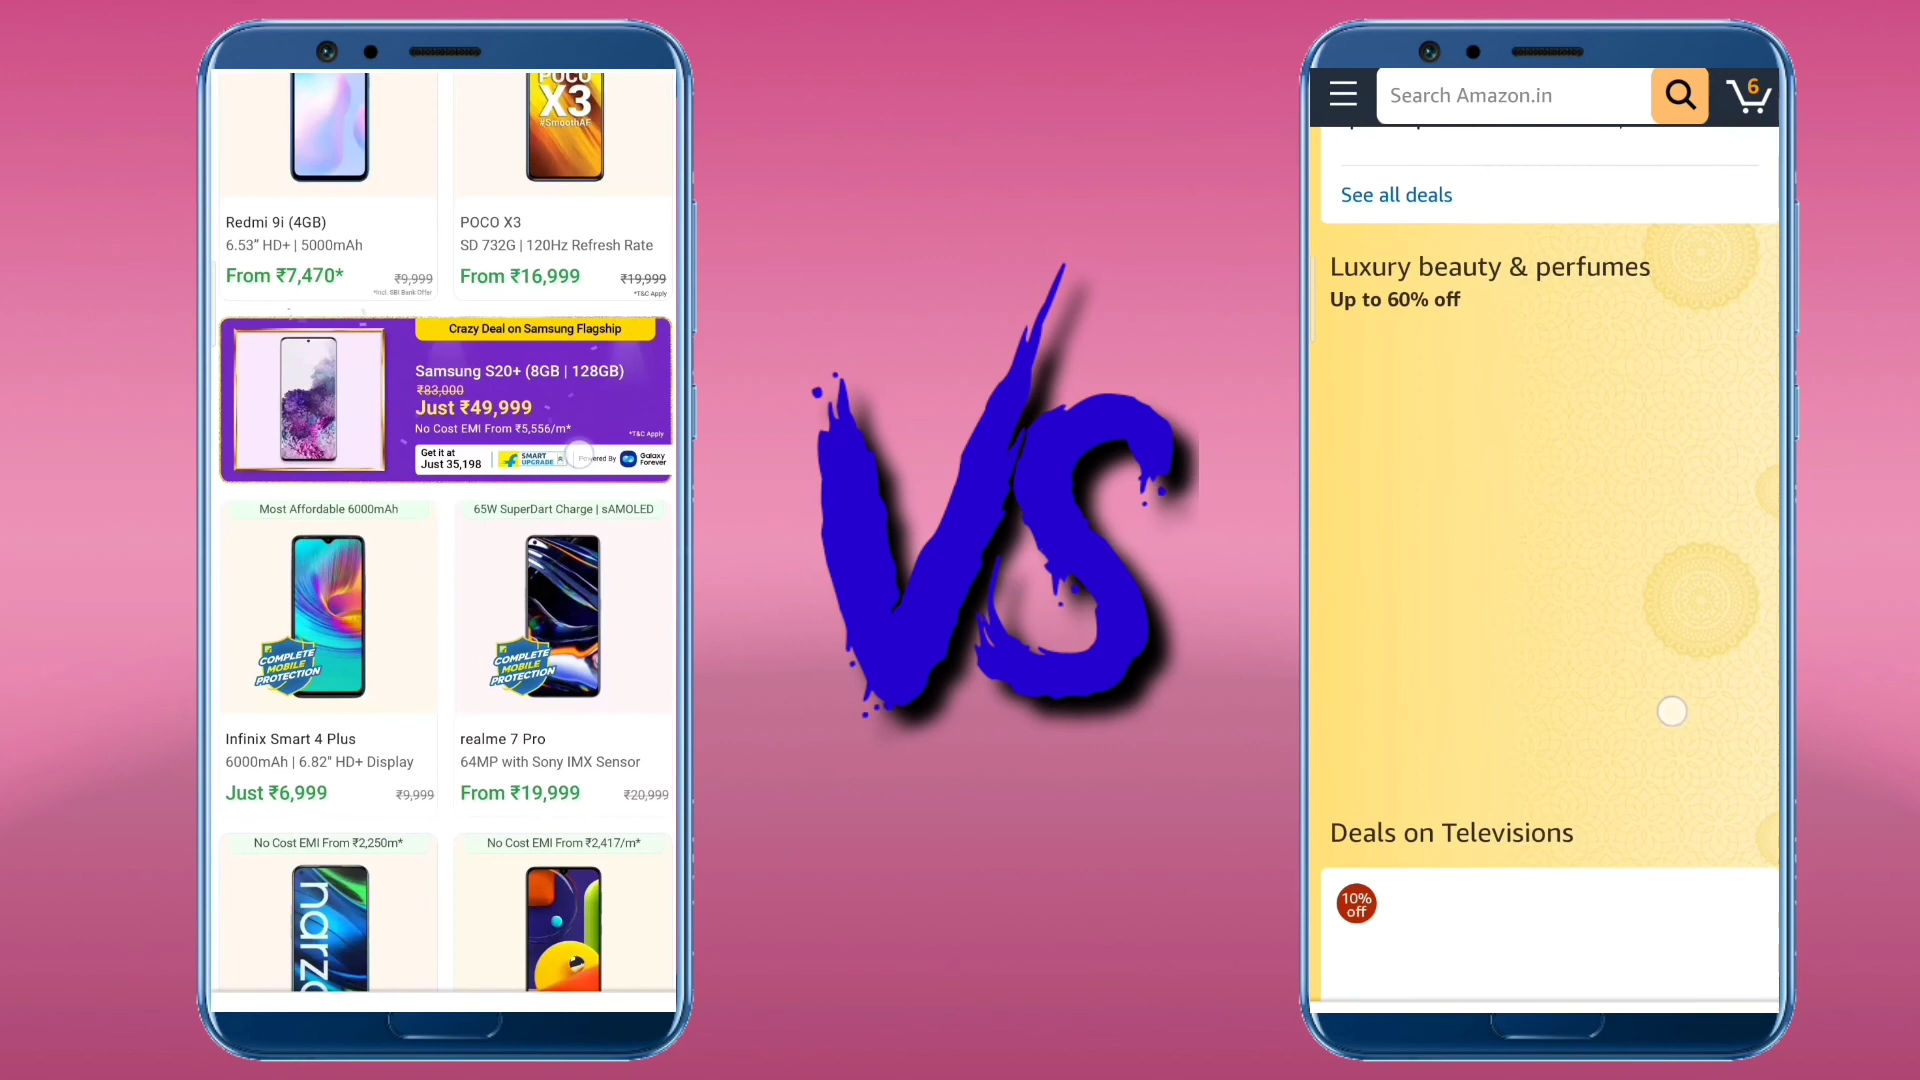 POCO
X3
#SmoothAF
Redmi 9i (4GB)
6.53” HD+ | 5000mAh
From ₹7,470*
₹9,999
*Incl. SBI Bank Offer
POCO X3
SD 732G | 120Hz Refresh Rate
From ₹16,999
₹19,999
*T&C Apply
Crazy Deal on Samsung Flagship
Samsung S20+ (8GB | 128GB)
₹83,000
Just ₹49,999
No Cost EMI From ₹5,556/m*
*T&C Apply
Get it at
Just 35,198
SMART
UPGRADE
Powered By
Galaxy
Forever
Most Affordable 6000mAh
COMPLETE
MOBILE
PROTECTION
Infinix Smart 4 Plus
6000mAh | 6.82" HD+ Display
Just ₹6,999
₹9,999
65W SuperDart Charge | sAMOLED
COMPLETE
MOBILE
PROTECTION
realme 7 Pro
64MP with Sony IMX Sensor
From ₹19,999
₹20,999
No Cost EMI From ₹2,250m*
narzo
No Cost EMI From ₹2,417/m*
VS
Search Amazon.in
6
See all deals
Luxury beauty & perfumes
Up to 60% off
Deals on Televisions
10%
off